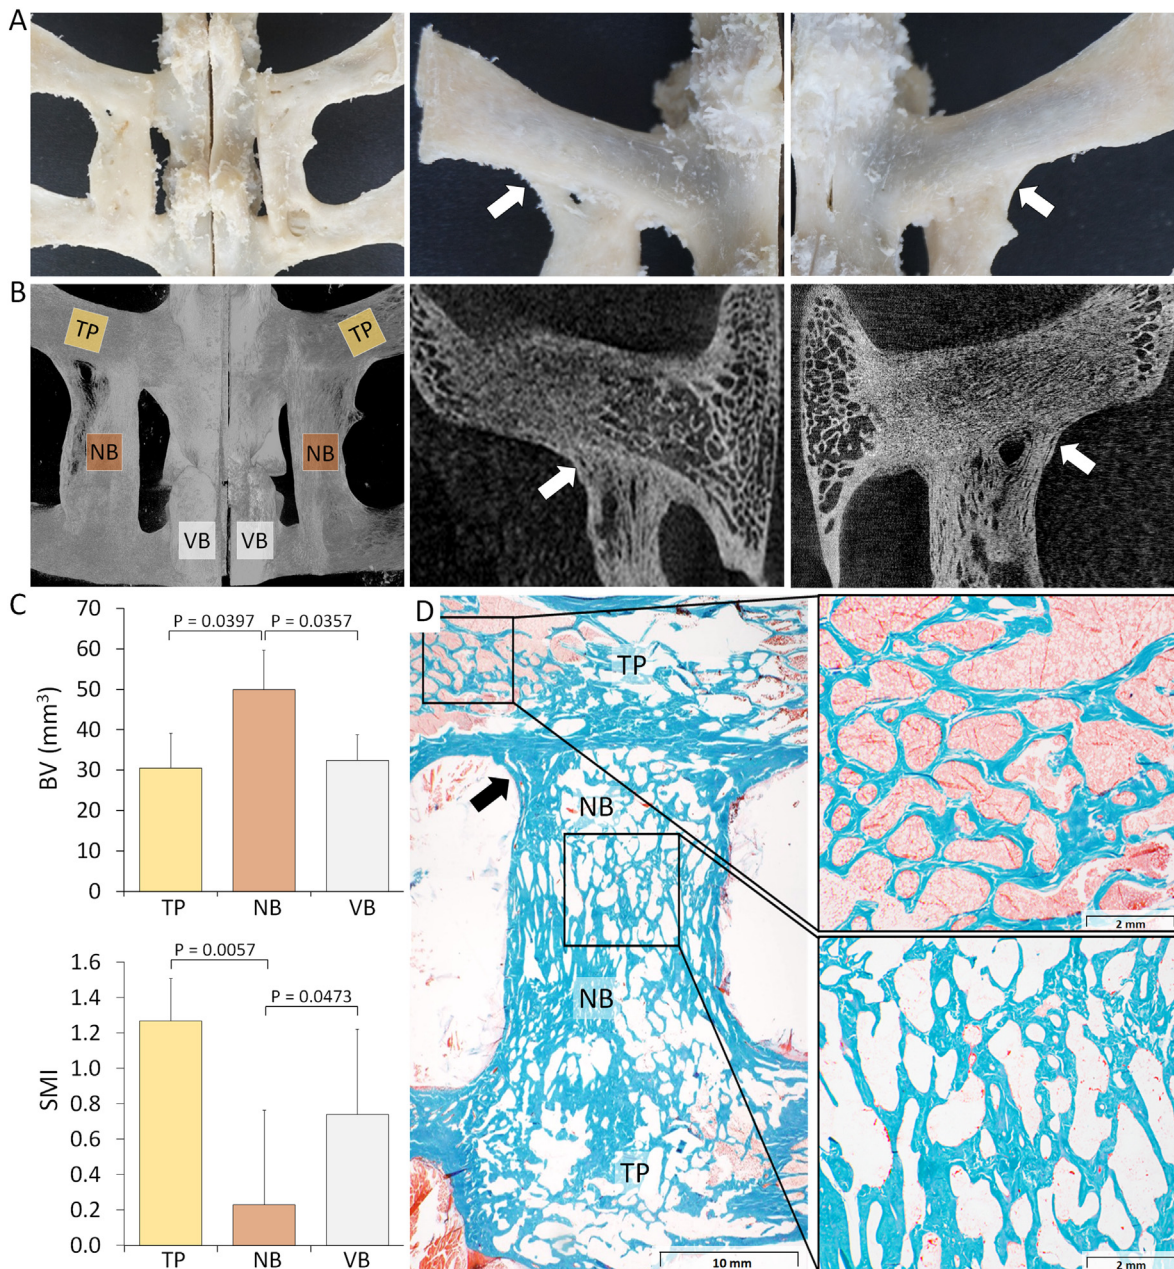 A
B
TP
TP
NB
NB
VB
VB
C
70
60
50
40
30
20
10
0
BV (mm³)
P = 0.0397
P = 0.0357
TP
NB
VB
1.6
1.4
1.2
1.0
0.8
0.6
0.4
0.2
0.0
SMI
P = 0.0057
P = 0.0473
TP
NB
VB
D
TP
NB
NB
TP
10 mm
2 mm
2 mm